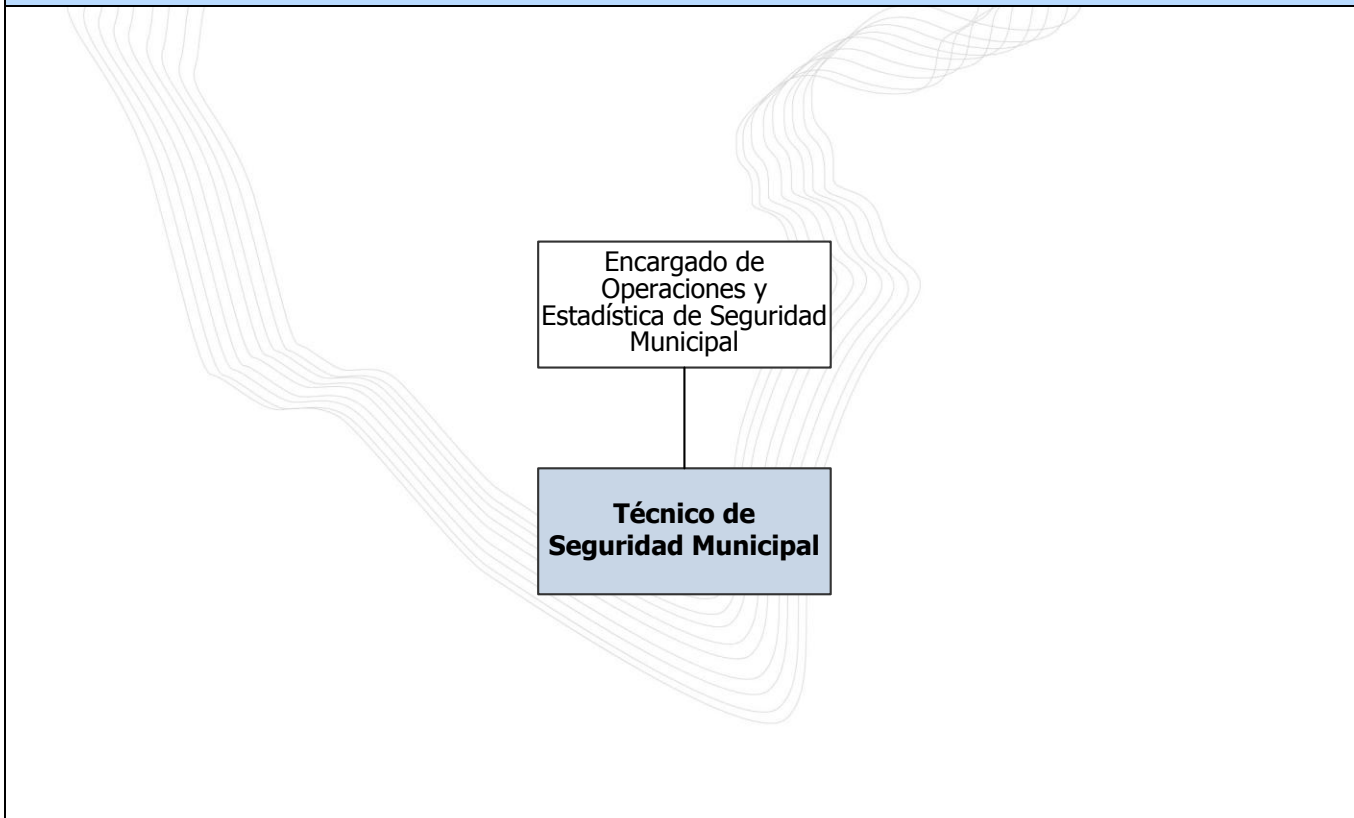 Encargado de
Operaciones y
Estadística de Seguridad
Municipal
Técnico de
Seguridad Municipal